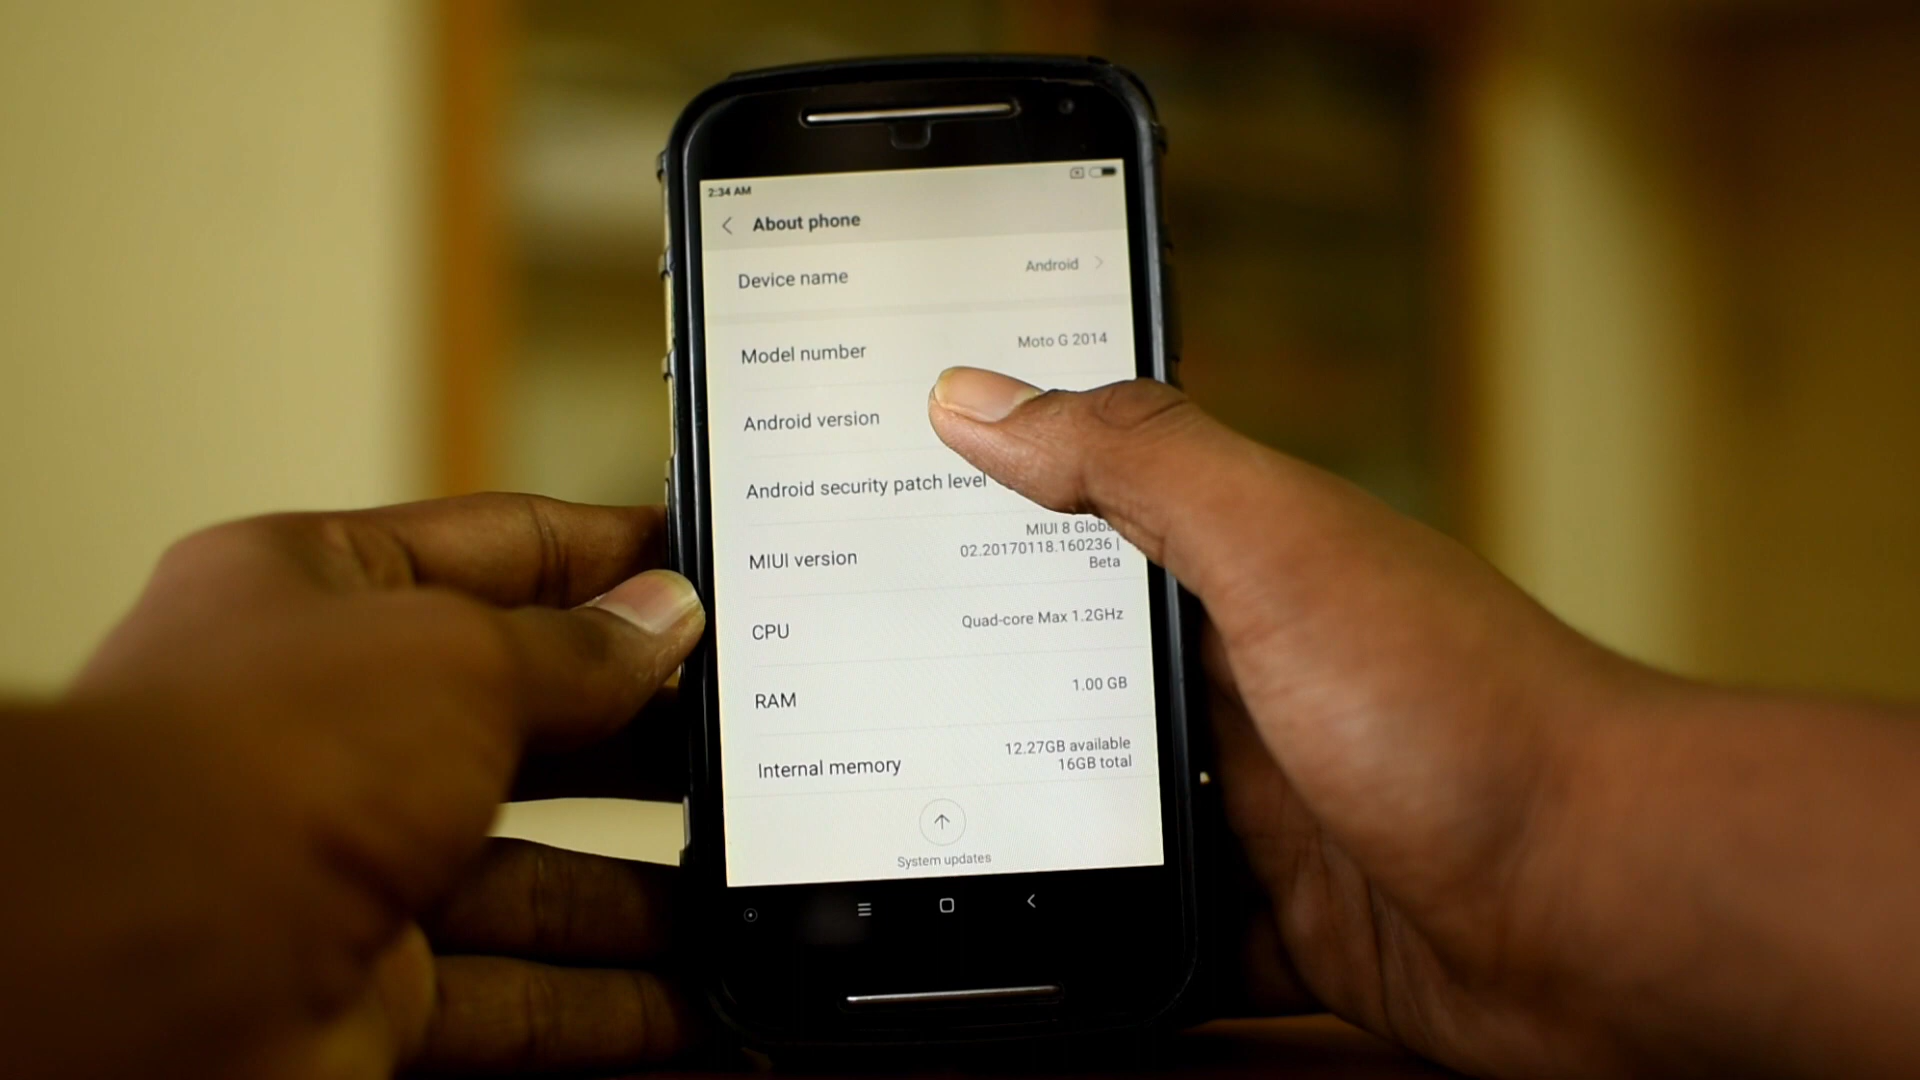 2:34 AM
About phone
Device name
Android
Model number
Moto G 2014
Android version
Android security patch level
MIUI version
MIUI 8
02.20170118.160236 |
Beta
CPU
Quad-core Max 1.2GHz
RAM
1.00 GB
Internal memory
12.27GB available
16GB total
System updates